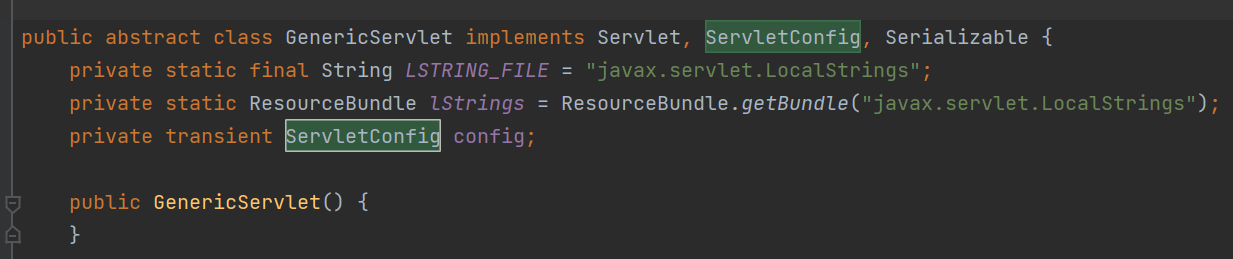 public abstract class GenericServlet implements Servlet, ServletConfig, Serializable {
    private static final String LSTRING_FILE = "javax.servlet.LocalStrings";
    private static ResourceBundle lStrings = ResourceBundle.getBundle("javax.servlet.LocalStrings");
    private transient ServletConfig config;

    public GenericServlet() {
    }